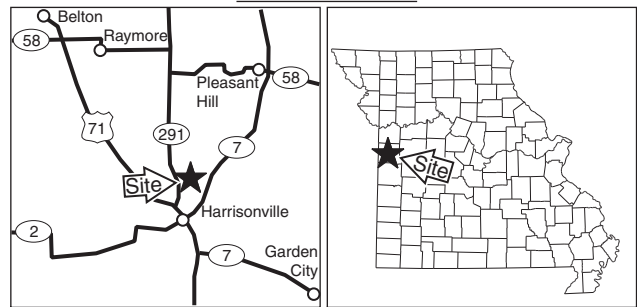 Belton
58
Raymore
Pleasant
Hill
58
71
291
7
Site
Harrisonville
2
7
Garden
City
Site